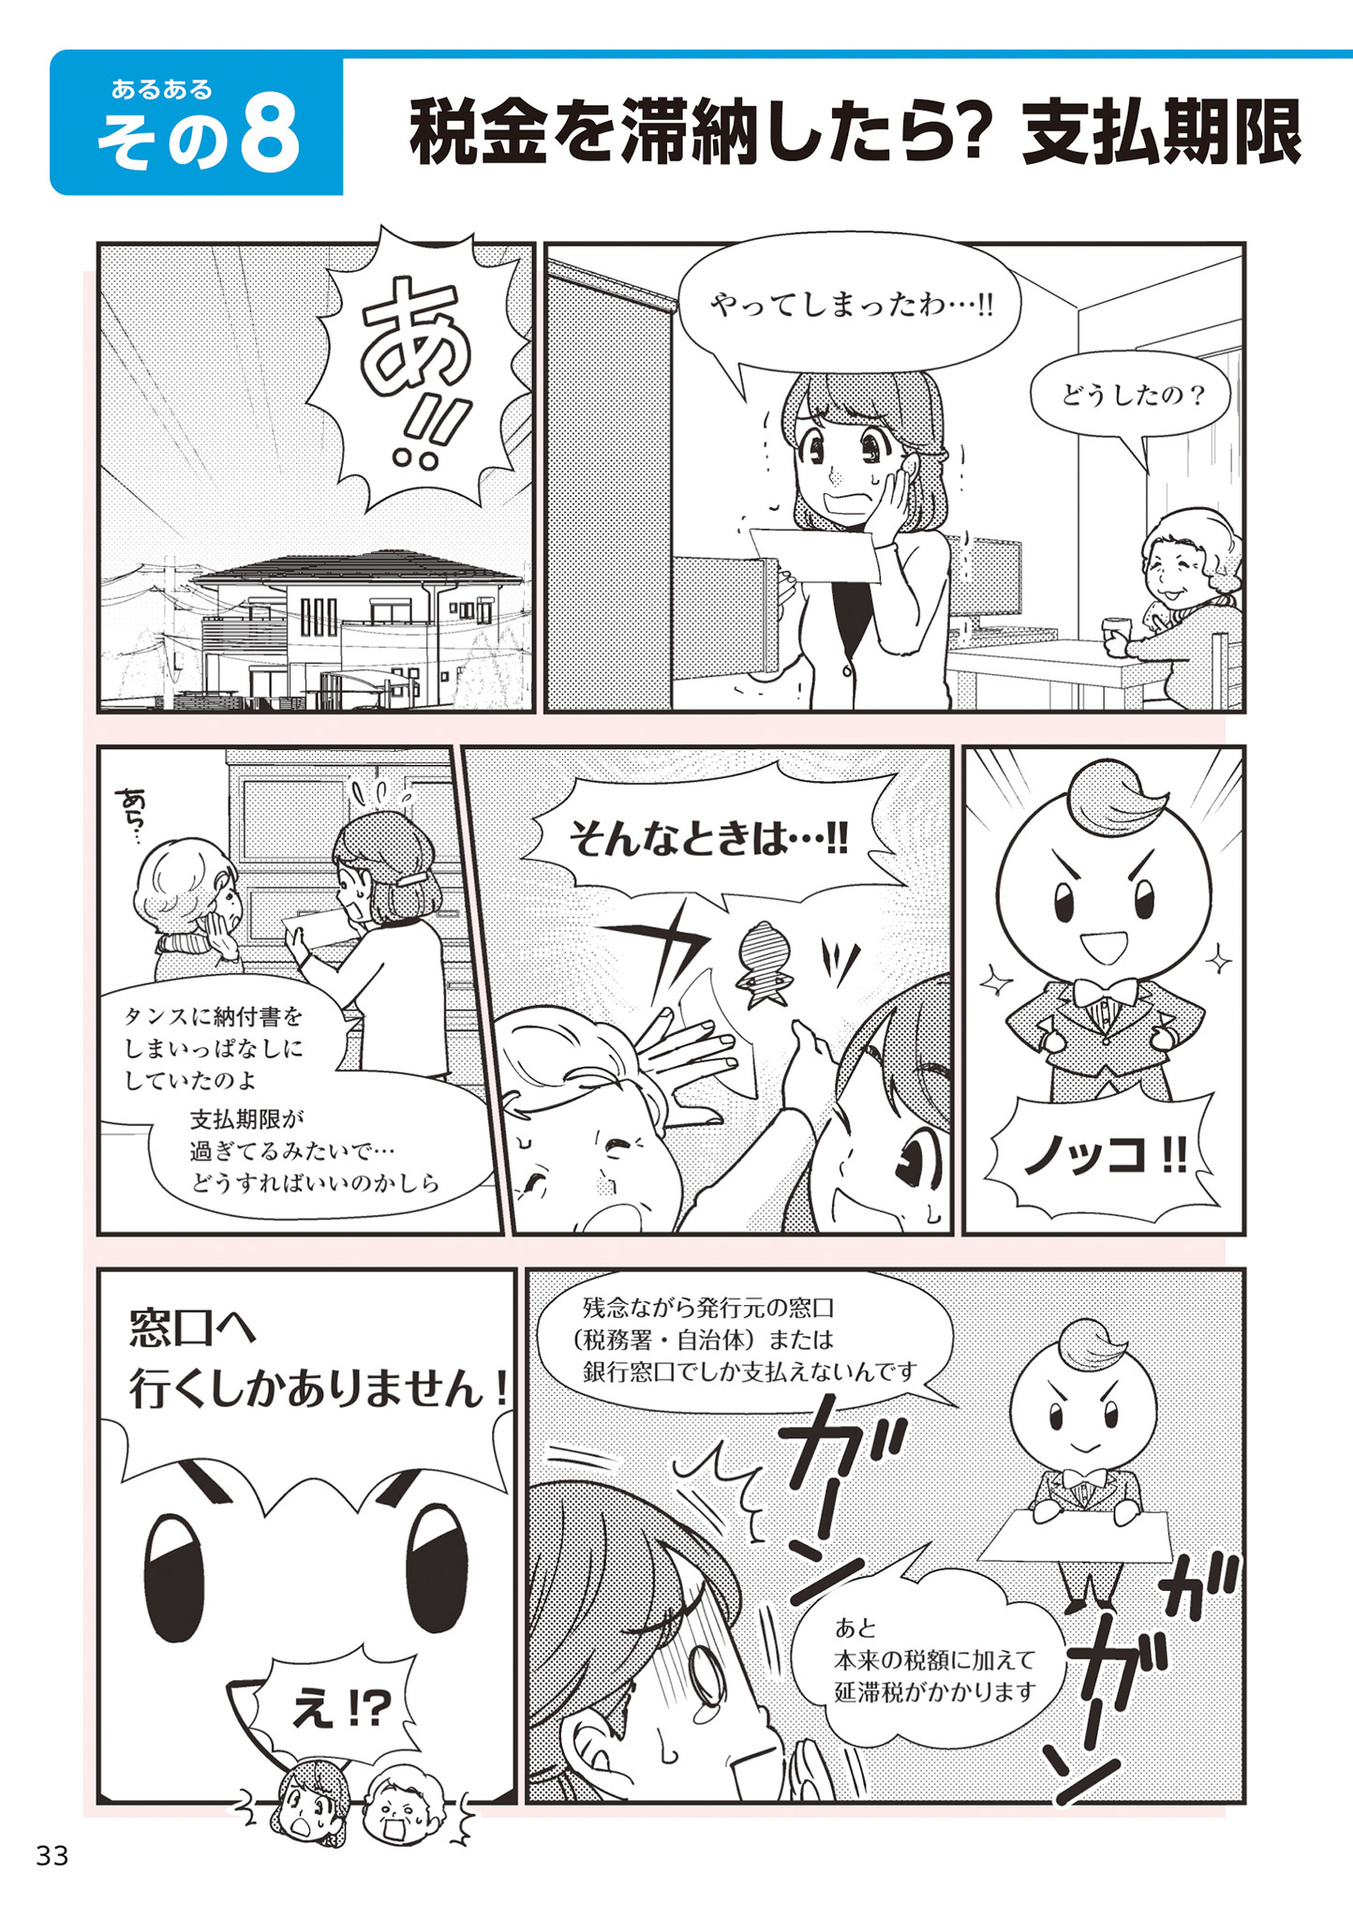 あるある
その8
税金を滞納したら？ 支払期限
あ!!
やってしまったわ…!!
どうしたの？
あら…
タンスに納付書を
しまいっぱなしに
していたのよ
支払期限が
過ぎてるみたいで…
どうすればいいのかしら
そんなときは…!!
ノッコ!!
窓口へ
行くしかありません！
え!?
残念ながら発行元の窓口
（税務署・自治体）または
銀行窓口でしか支払えないんです
ガーン
あと
本来の税額に加えて
延滞税がかかります
ガ
ガーン
33